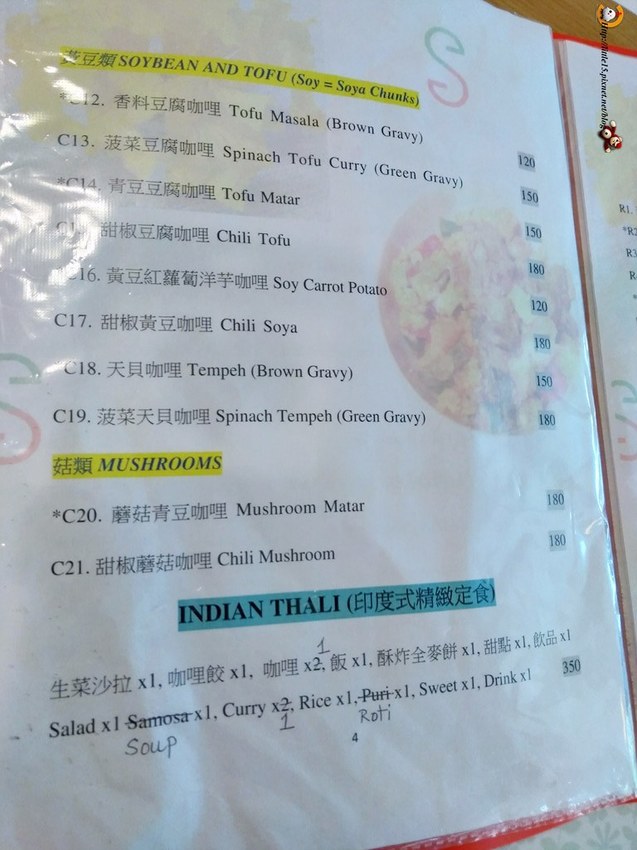 黃豆類 SOYBEAN AND TOFU (Soy = Soya Chunks)
*C12. 香料豆腐咖哩 Tofu Masala (Brown Gravy) 120
C13. 菠菜豆腐咖哩 Spinach Tofu Curry (Green Gravy) 150
*C14. 青豆豆腐咖哩 Tofu Matar 150
甜椒豆腐咖哩 Chili Tofu 180
C16. 黃豆紅蘿蔔洋芋咖哩 Soy Carrot Potato 120
C17. 甜椒黃豆咖哩 Chili Soya 180
C18. 天貝咖哩 Tempeh (Brown Gravy) 150
C19. 菠菜天貝咖哩 Spinach Tempeh (Green Gravy) 180
菇類 MUSHROOMS
*C20. 蘑菇青豆咖哩 Mushroom Matar 180
C21. 甜椒蘑菇咖哩 Chili Mushroom 180
INDIAN THALI (印度式精緻定食)
1
生菜沙拉 x1, 咖哩餃 x1, 咖哩 x2, 飯 x1, 酥炸全麥餅 x1, 甜點 x1, 飲品 x1
Salad x1 Samosa x1, Curry x2, Rice x1, Puri x1, Sweet x1, Drink x1 350
Soup 1 Roti
4
R1.
*R2
R3